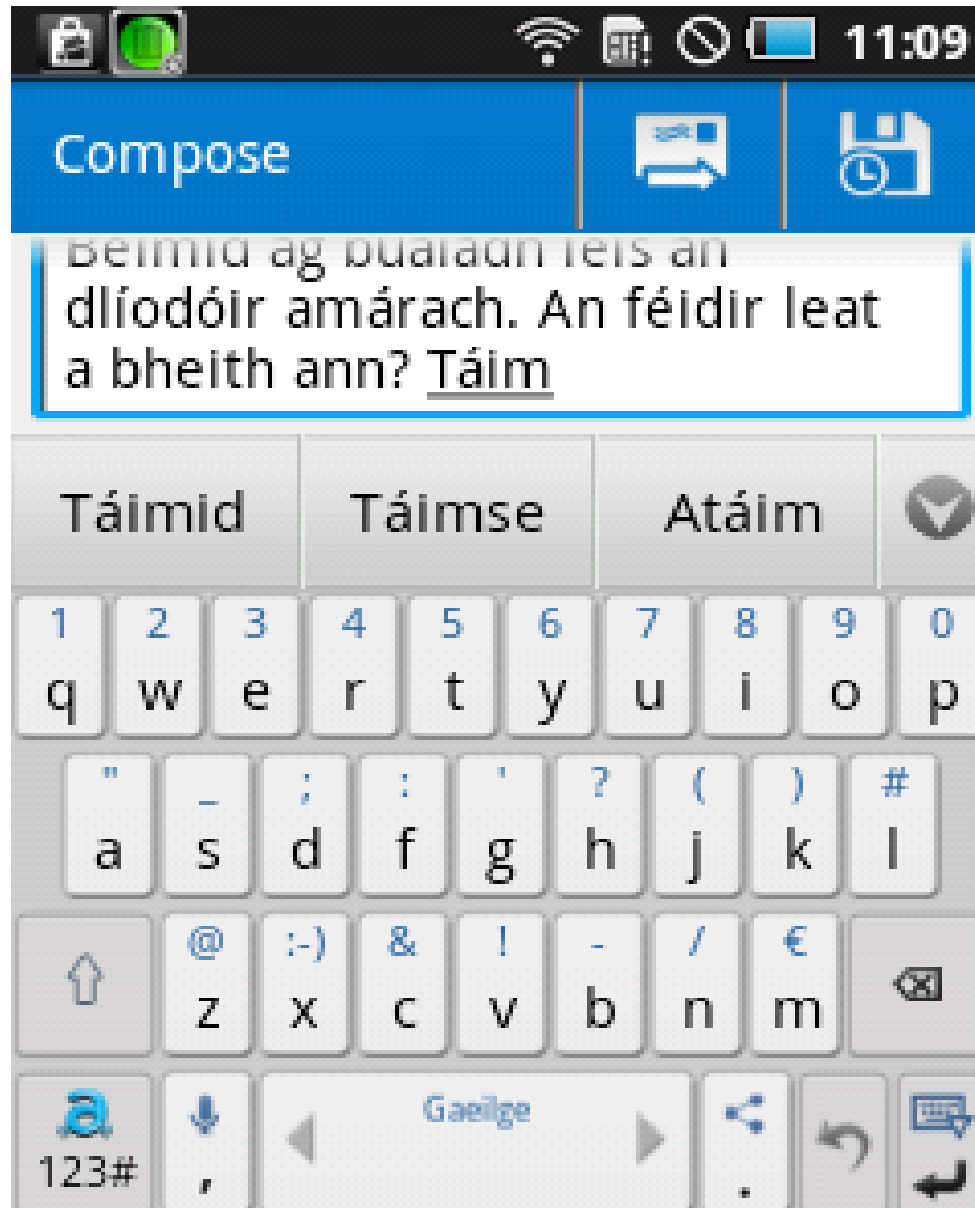 11:09
Compose
Beimid ag bualadh leis an
dlíodóir amárach. An féidir leat
a bheith ann? Táim
Táimid Táimse Atáim
1 2 3 4 5 6 7 8 9 0
q w e r t y u i o p
" _ ; : ' ? ( ) #
a s d f g h j k l
@ :-) & ! - / €
z x c v b n m
a Gaeilge
123# , .